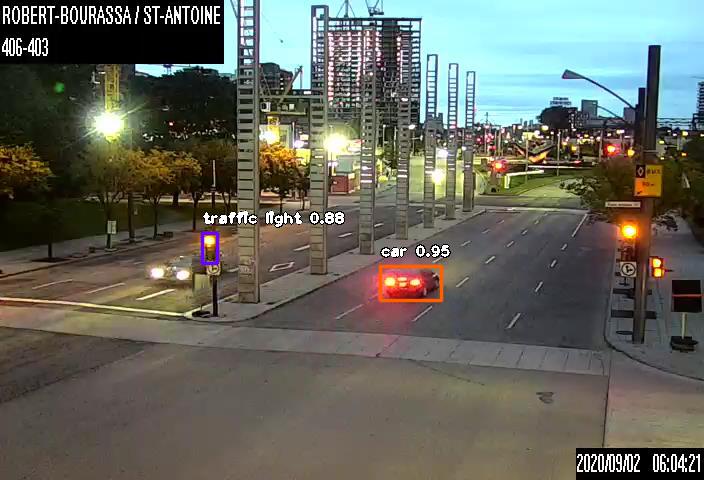 ROBERT-BOURASSA / ST-ANTOINE
406-403
traffic light 0.88
car 0.95
BUS
2020/09/02 06:04:21